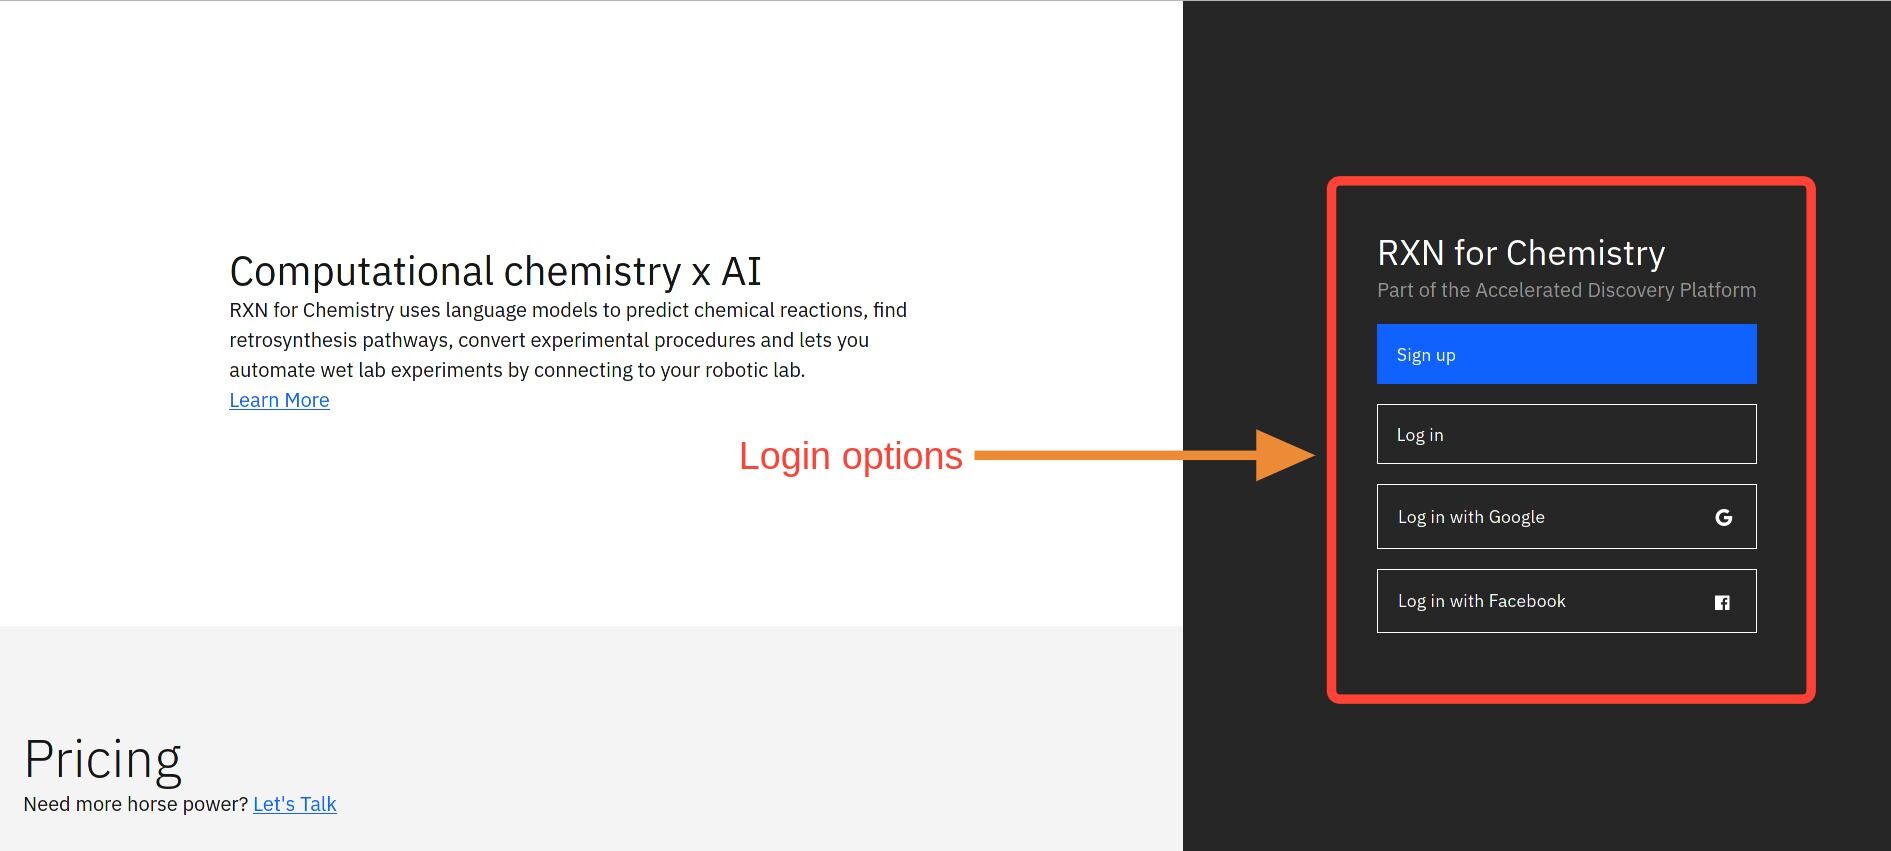 Computational chemistry x AI
RXN for Chemistry uses language models to predict chemical reactions, find
retrosynthesis pathways, convert experimental procedures and lets you
automate wet lab experiments by connecting to your robotic lab.
Learn More
Login options
Pricing
Need more horse power? Let's Talk
RXN for Chemistry
Part of the Accelerated Discovery Platform
Sign up
Log in
Log in with Google
Log in with Facebook